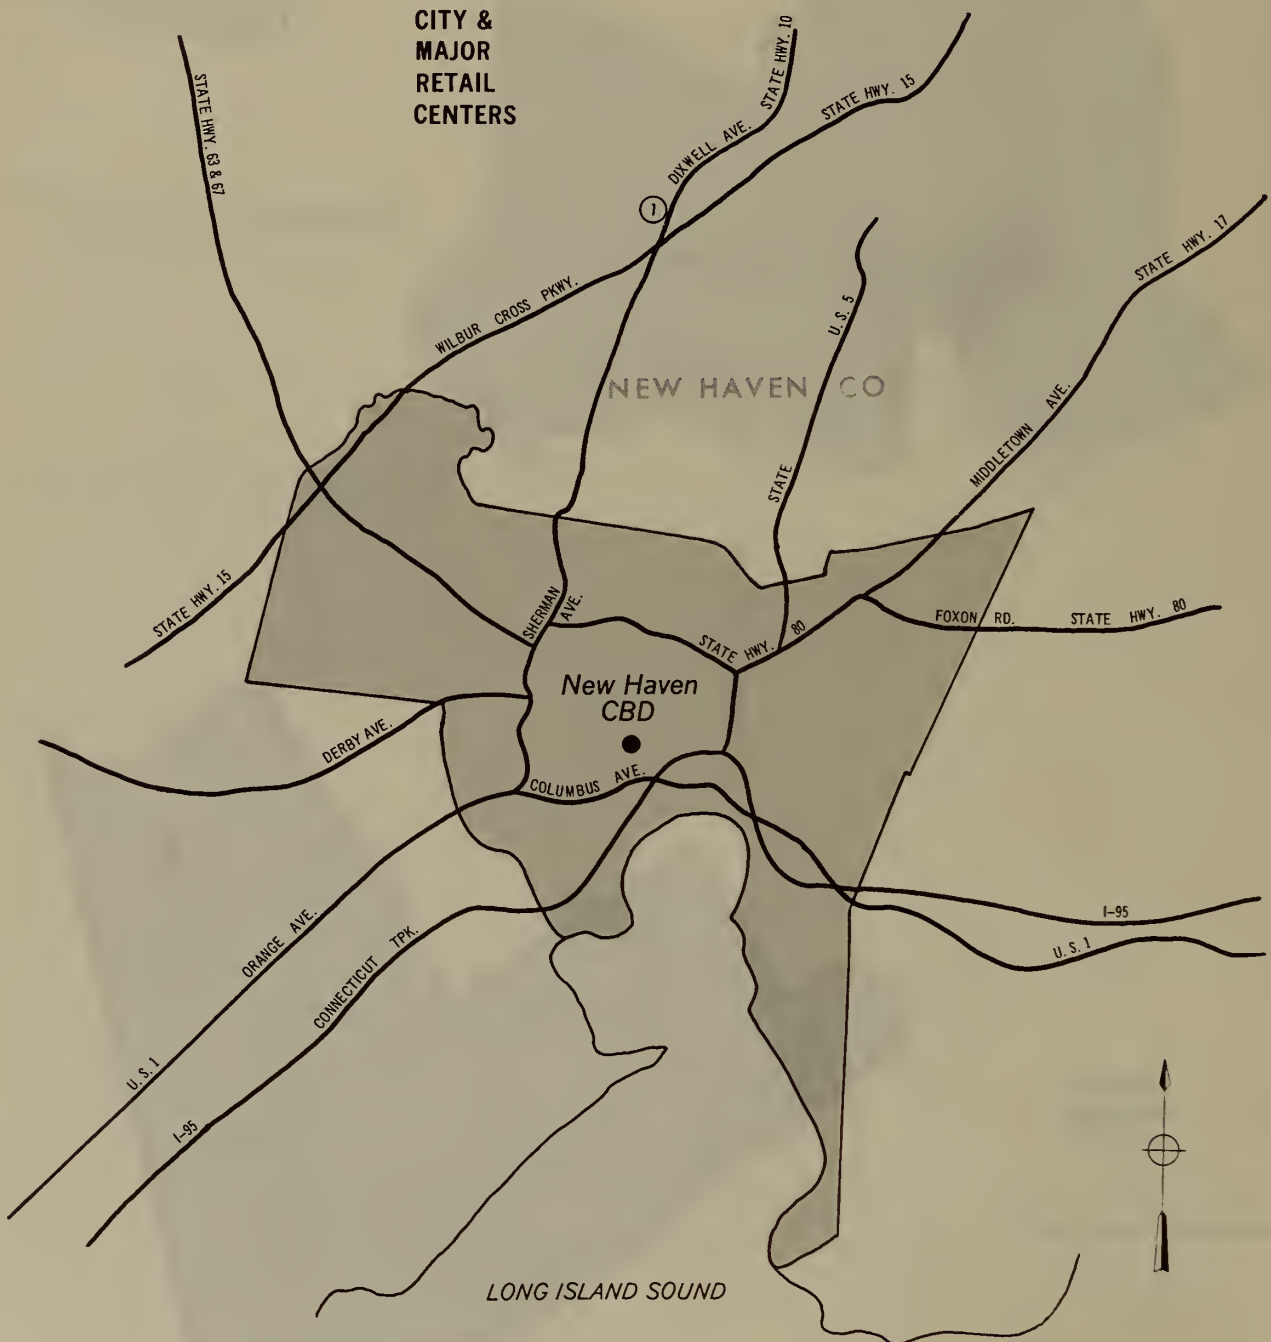 CITY &
MAJOR
RETAIL
CENTERS
STATE HWY. 10
STATE HWY. 15
STATE HWY. 63 & 67
DIXWELL AVE.
1
STATE HWY. 17
WILBUR CROSS PKWY.
U. S. 5
NEW HAVEN CO
MIDDLETOWN AVE.
STATE
STATE HWY. 15
SHERMAN
AVE.
STATE HWY. 80
FOXON RD.
STATE HWY. 80
New Haven
CBD
DERBY AVE.
COLUMBUS AVE.
ORANGE AVE.
CONNECTICUT TPK.
I-95
U. S. 1
U. S. 1
I-95
LONG ISLAND SOUND